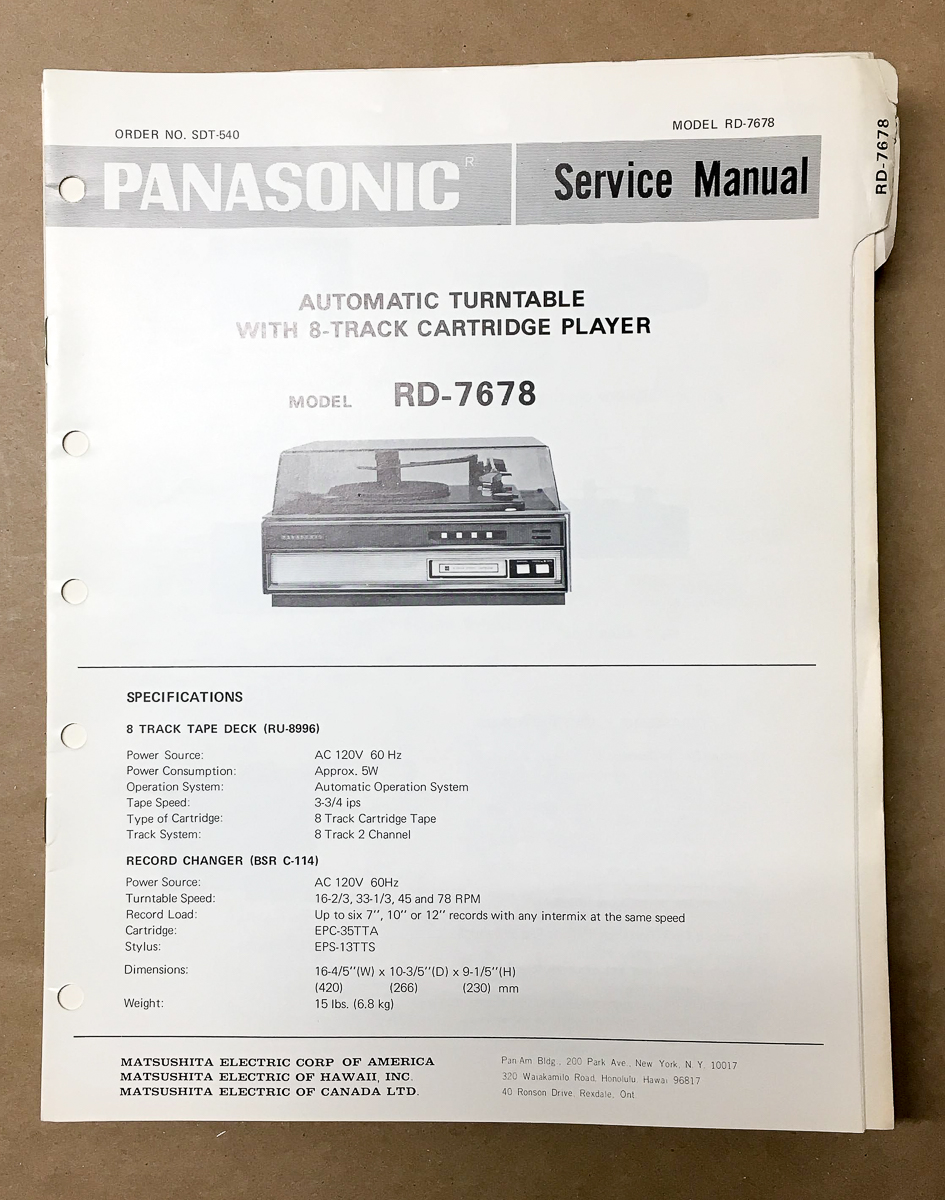 ORDER NO. SDT-540
MODEL RD-7678
RD-7678
PANASONIC®
Service Manual
AUTOMATIC TURNTABLE
WITH 8-TRACK CARTRIDGE PLAYER
MODEL RD-7678
PANASONIC
SPECIFICATIONS
8 TRACK TAPE DECK (RU-8996)
Power Source: AC 120V 60 Hz
Power Consumption: Approx. 5W
Operation System: Automatic Operation System
Tape Speed: 3-3/4 ips
Type of Cartridge: 8 Track Cartridge Tape
Track System: 8 Track 2 Channel
RECORD CHANGER (BSR C-114)
Power Source: AC 120V 60Hz
Turntable Speed: 16-2/3, 33-1/3, 45 and 78 RPM
Record Load: Up to six 7'', 10'' or 12'' records with any intermix at the same speed
Cartridge: EPC-35TTA
Stylus: EPS-13TTS
Dimensions: 16-4/5''(W) x 10-3/5''(D) x 9-1/5''(H)
(420) (266) (230) mm
Weight: 15 lbs. (6.8 kg)
MATSUSHITA ELECTRIC CORP OF AMERICA Pan Am Bldg., 200 Park Ave., New York, N. Y. 10017
MATSUSHITA ELECTRIC OF HAWAII, INC. 320 Waiakamilo Road, Honolulu, Hawai 96817
MATSUSHITA ELECTRIC OF CANADA LTD. 40 Ronson Drive, Rexdale, Ont